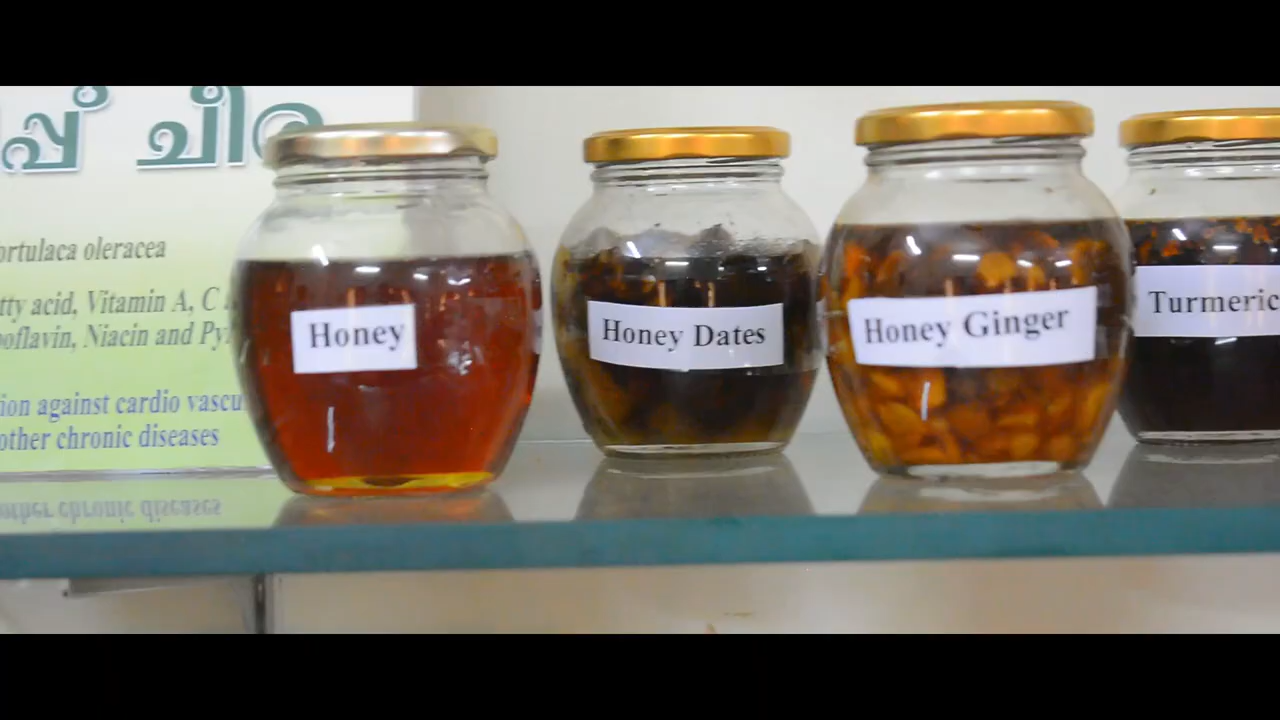 ചീര
ortulaca oleracea
tty acid, Vitamin A, C
oflavin, Niacin and Py
ion against cardio vascu
other chronic diseases
Honey
Honey Dates
Honey Ginger
Turmeric